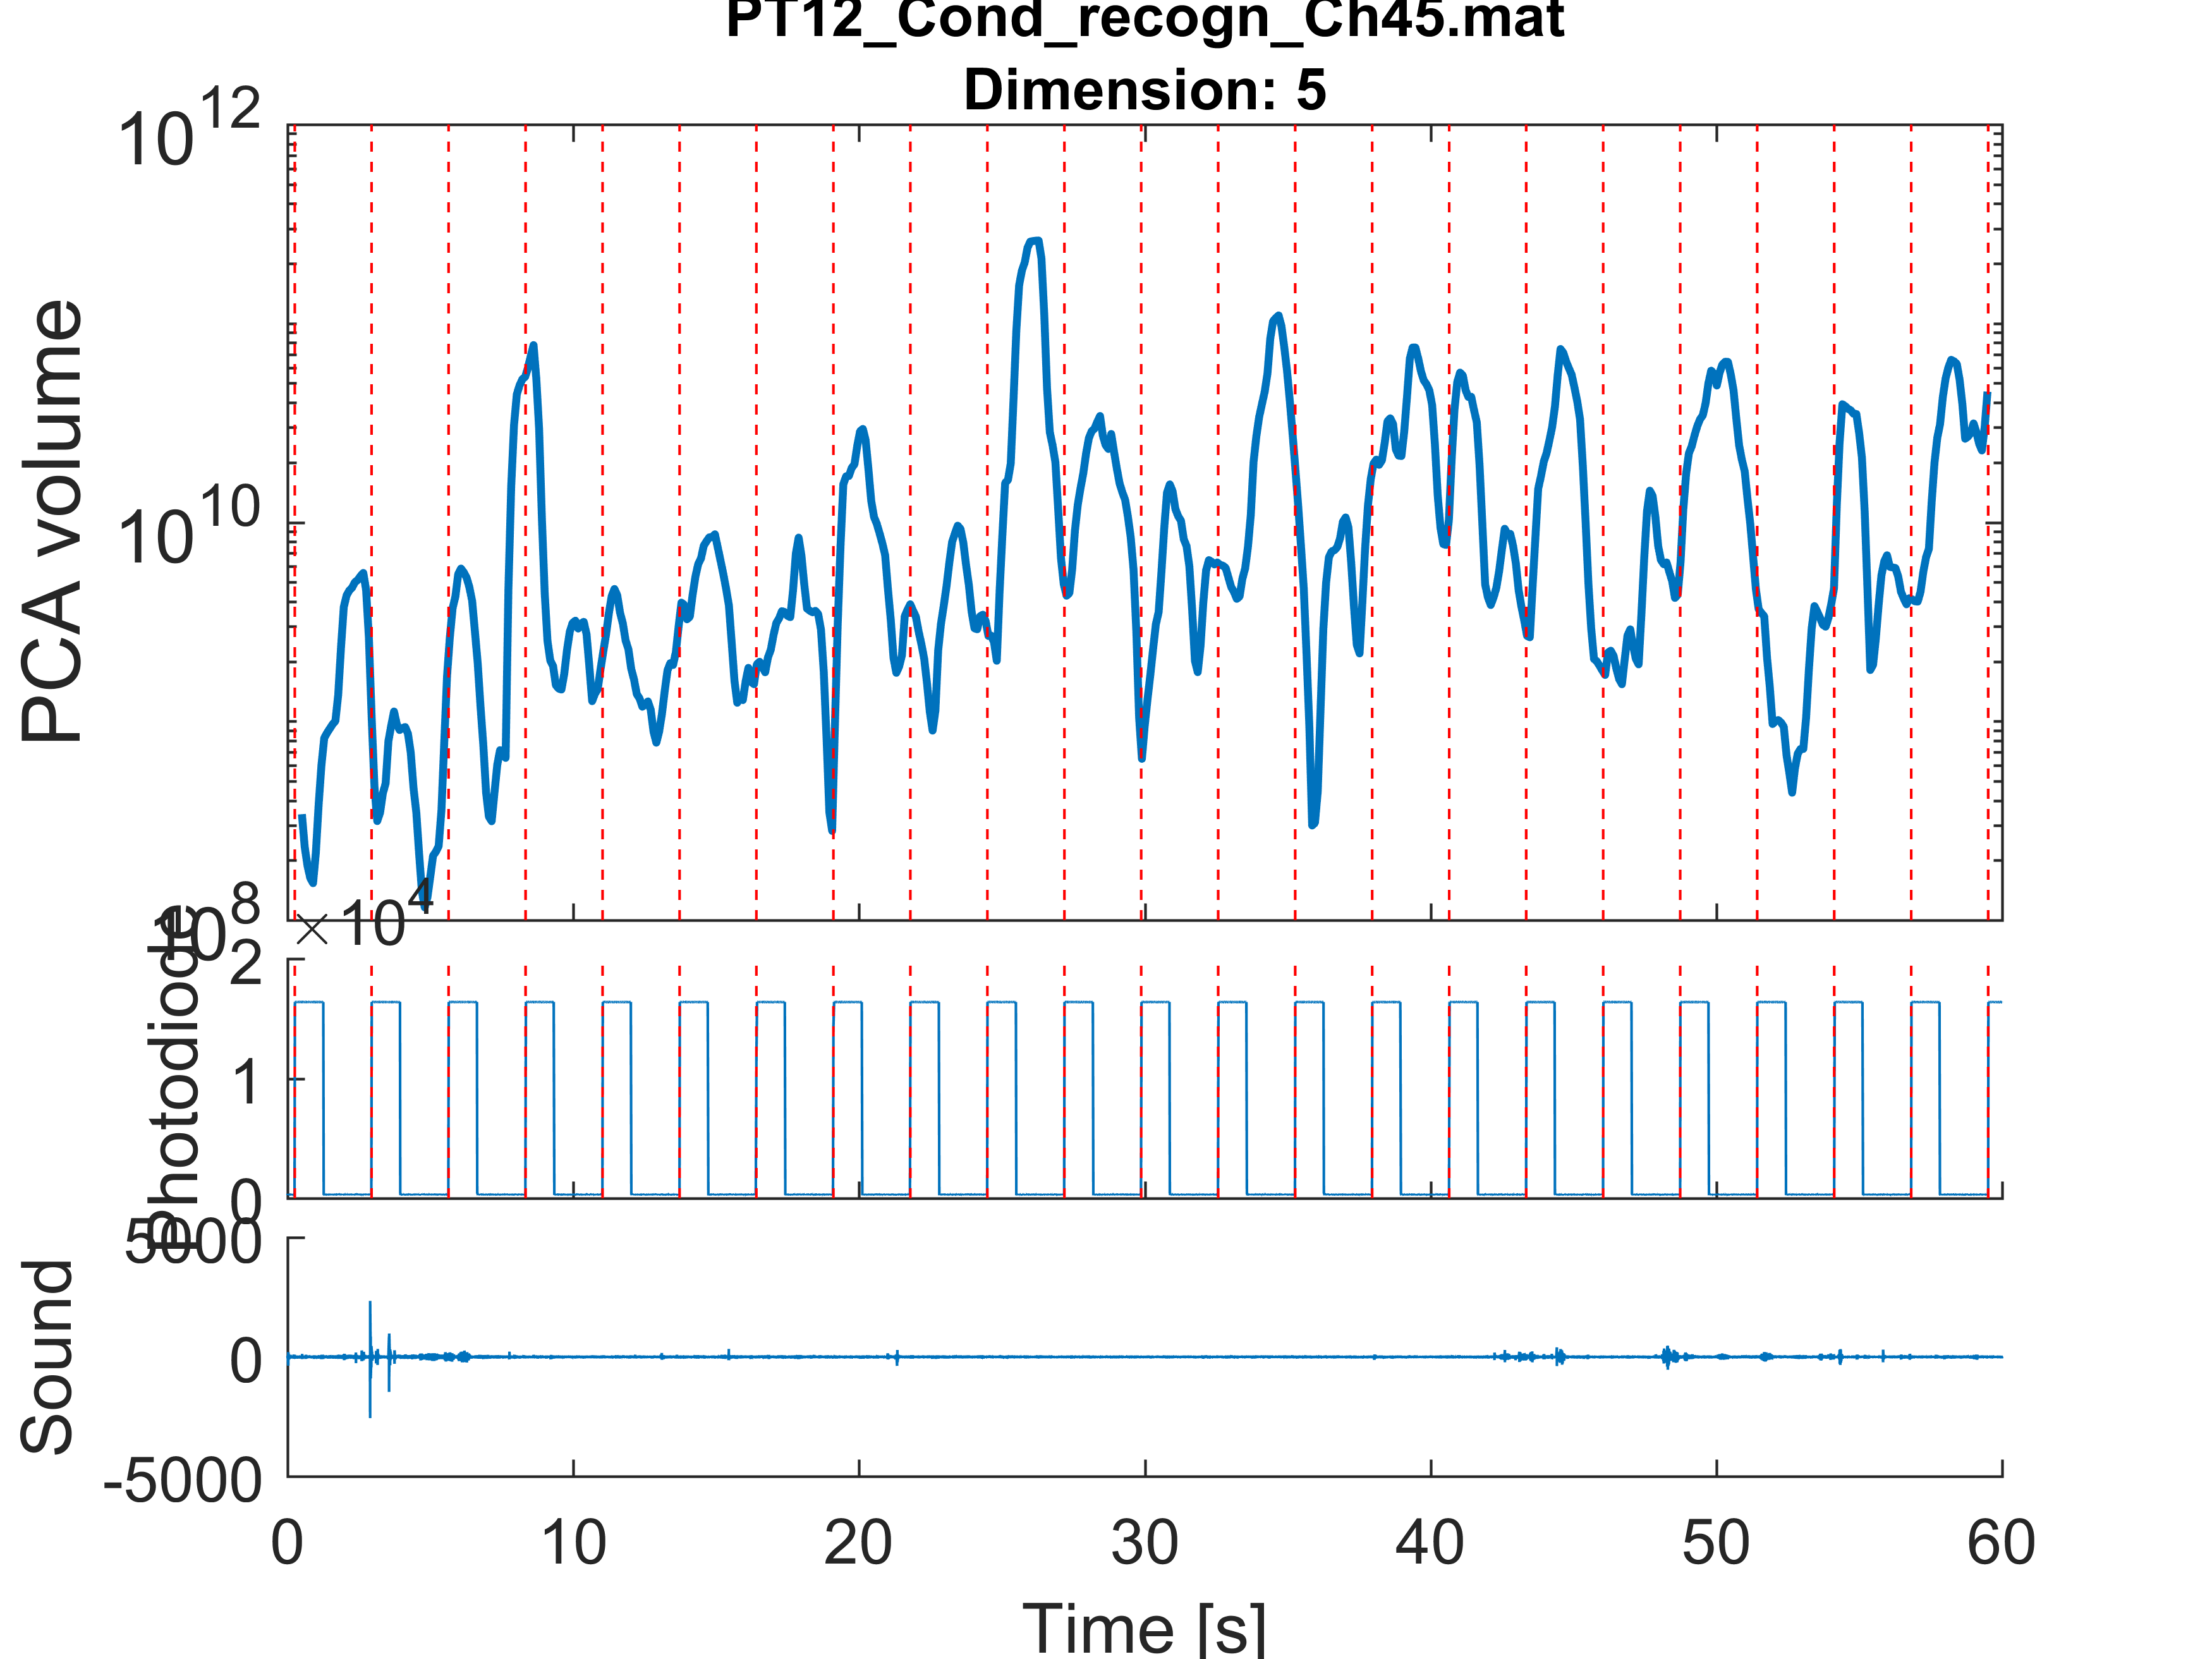 PT12_Cond_recogn_Ch45.mat
Dimension: 5
10^12
10^10
10^8
PCA volume
×10^4
2
1
0
Photodiode
5000
0
-5000
Sound
0 10 20 30 40 50 60
Time [s]